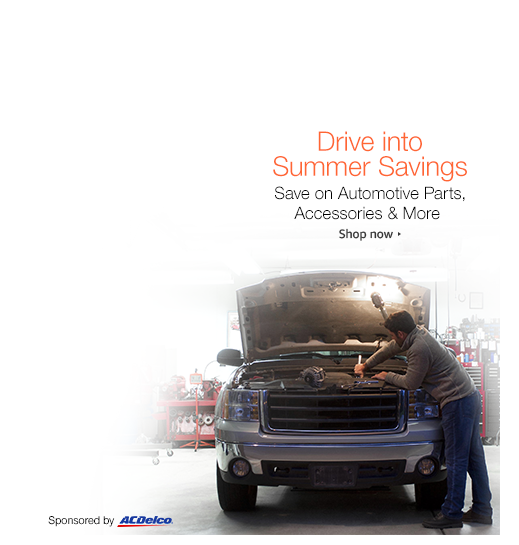 Drive into
Summer Savings
Save on Automotive Parts,
Accessories & More
Shop now
Sponsored by ACDelco